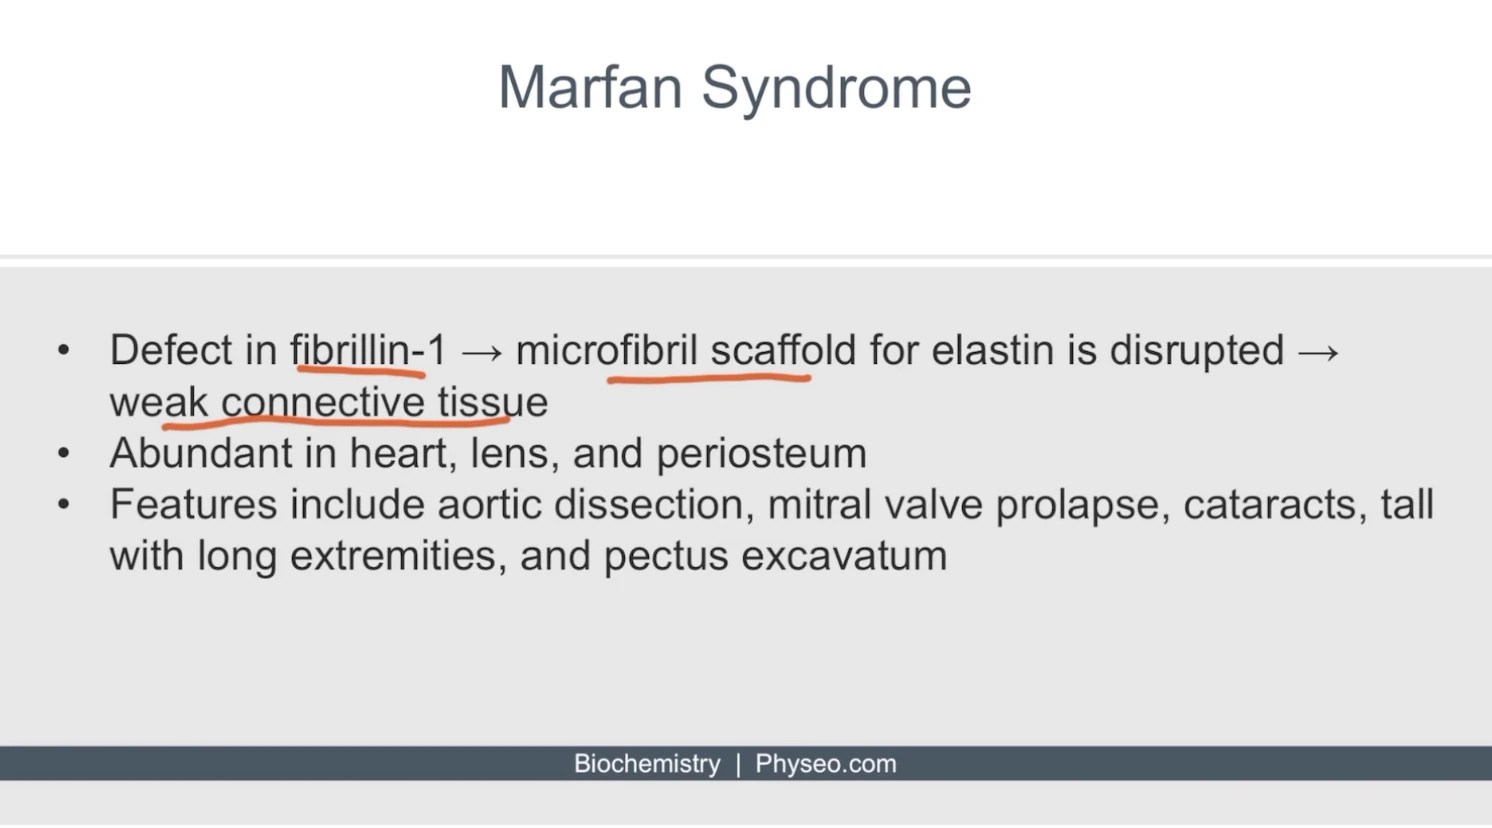 Marfan Syndrome
• Defect in fibrillin-1 → microfibril scaffold for elastin is disrupted →
weak connective tissue
• Abundant in heart, lens, and periosteum
• Features include aortic dissection, mitral valve prolapse, cataracts, tall
with long extremities, and pectus excavatum
Biochemistry | Physeo.com